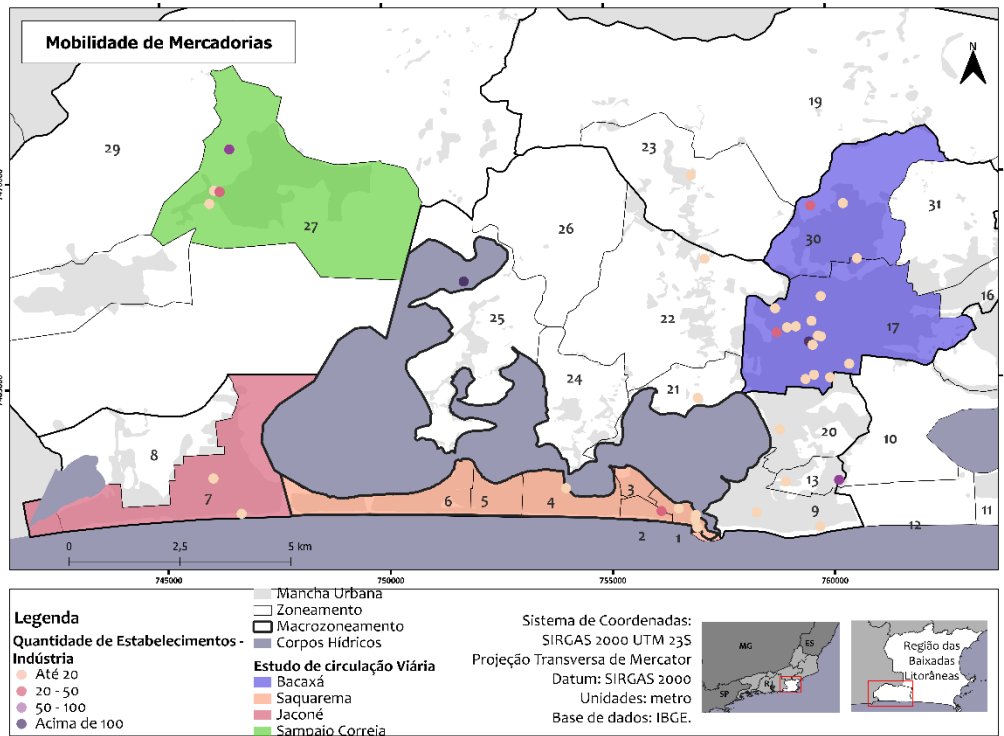 Mobilidade de Mercadorias
N
29
19
23
27
26
31
30
16
25
17
22
24
21
8
20
10
13
7
6
5
4
3
9
11
12
2
1
7485000
0
2,5
5 km
745000
750000
755000
760000
Legenda
Quantidade de Estabelecimentos -
Indústria
Até 20
20 - 50
50 - 100
Acima de 100
Mancha Urbana
Zoneamento
Macrozoneamento
Corpos Hídricos
Estudo de circulação Viária
Bacaxá
Saquarema
Jaconé
Sampaio Correia
Sistema de Coordenadas:
SIRGAS 2000 UTM 23S
Projeção Transversa de Mercator
Datum: SIRGAS 2000
Unidades: metro
Base de dados: IBGE.
MG
ES
RJ
SP
Região das
Baixadas
Litorâneas